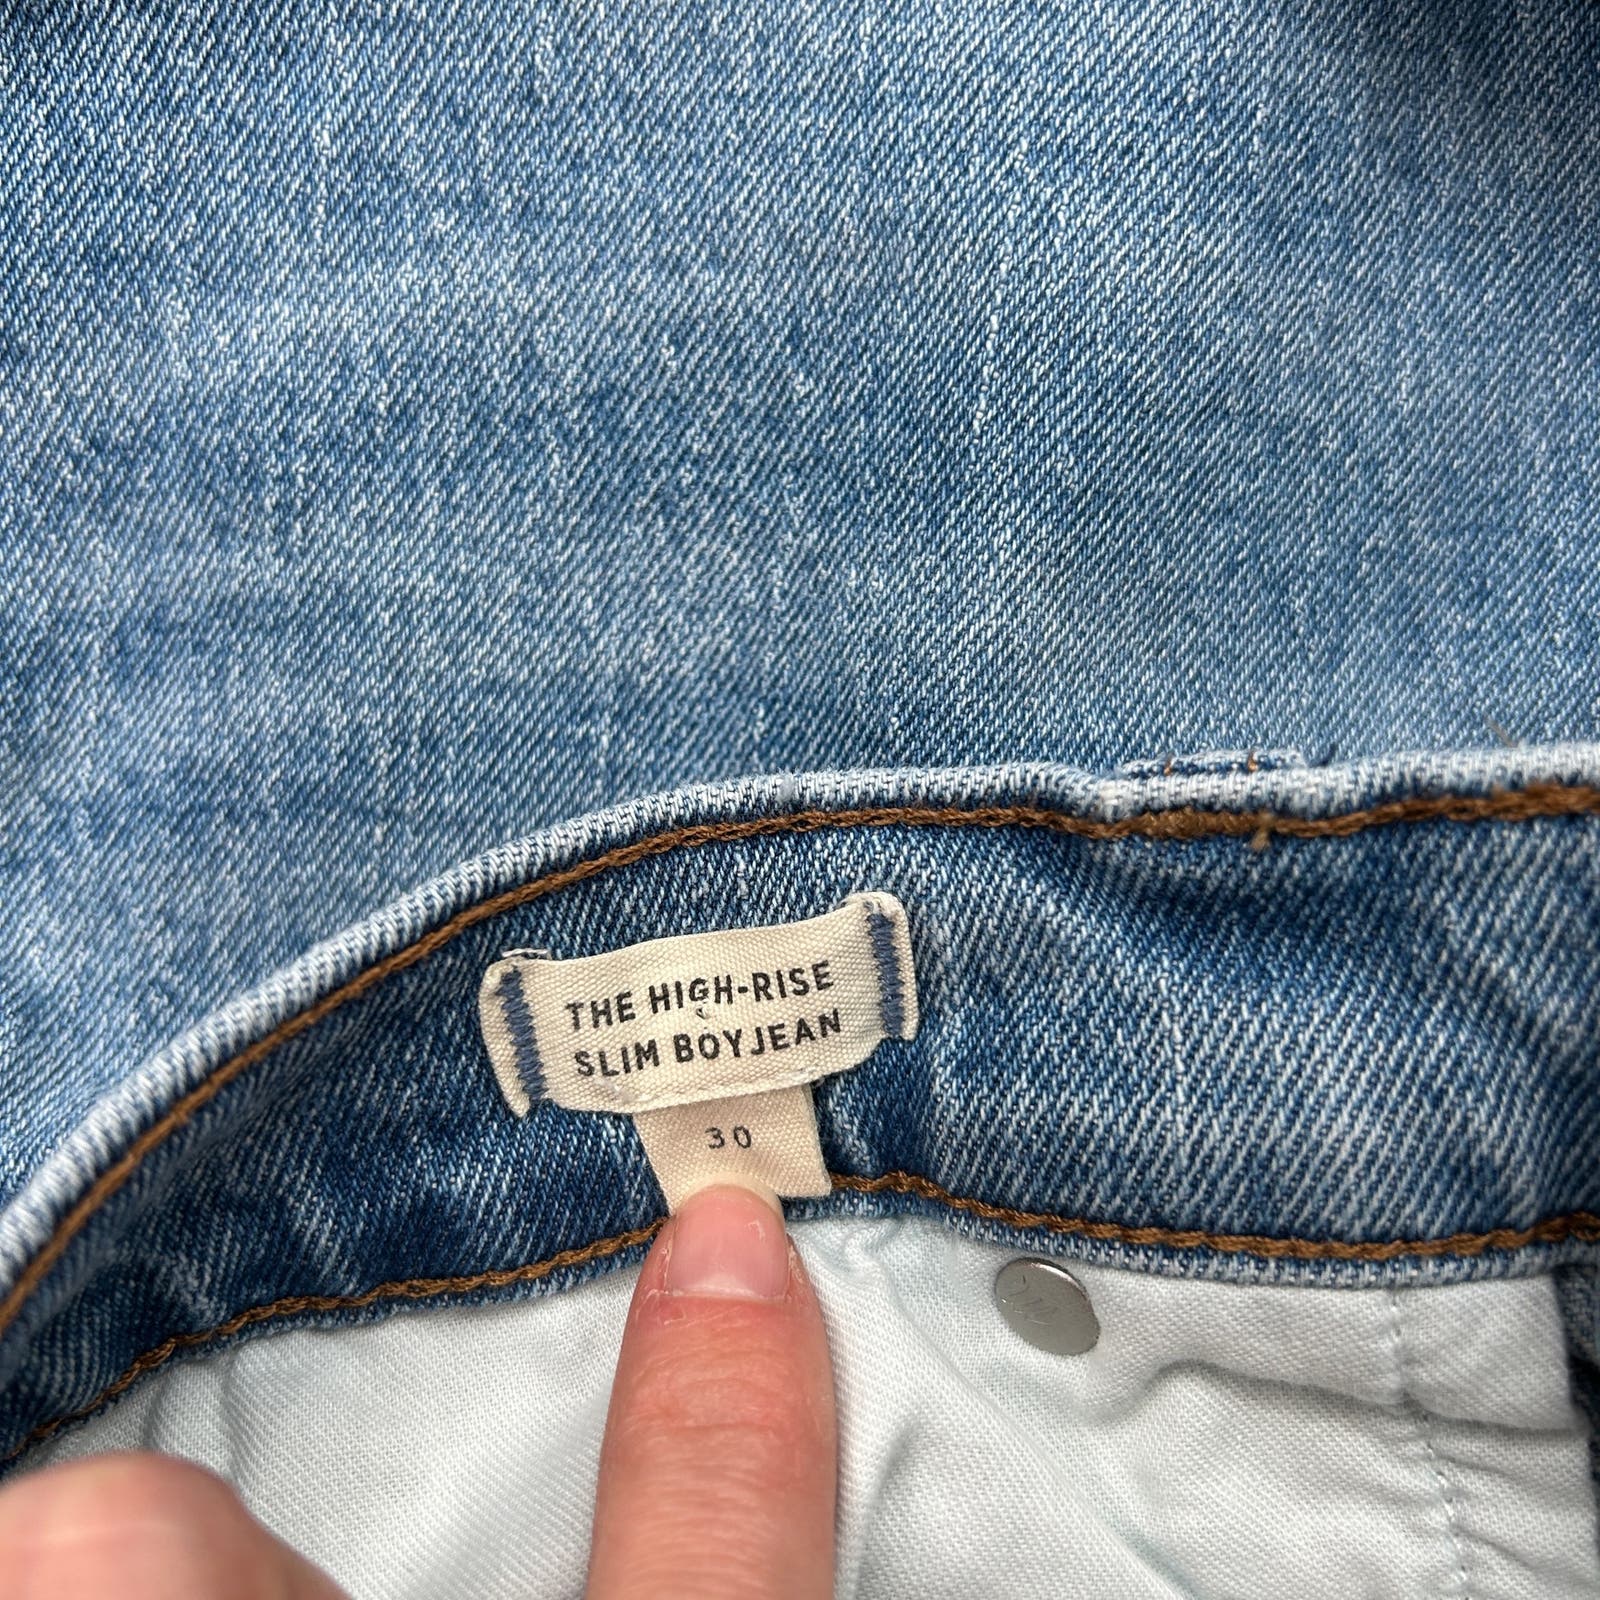 THE HIGH-RISE
SLIM BOYJEAN
30